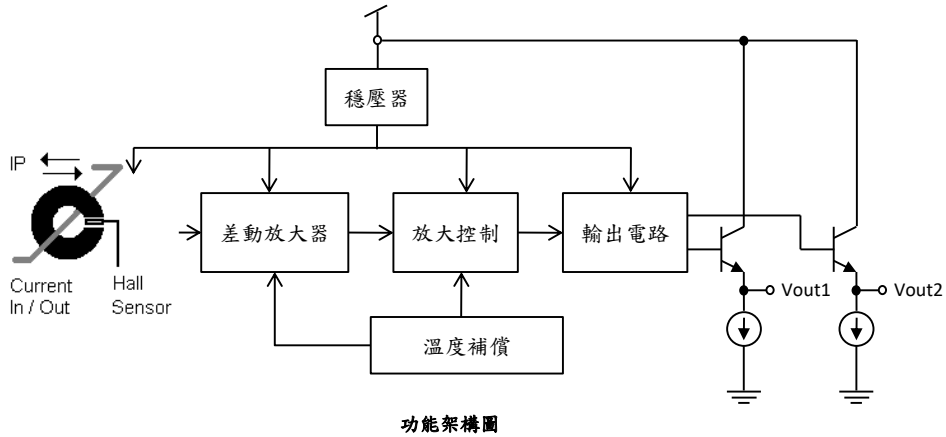 穩壓器
IP
差動放大器
放大控制
輸出電路
Current
In / Out
Hall
Sensor
Vout1
Vout2
溫度補償
功能架構圖